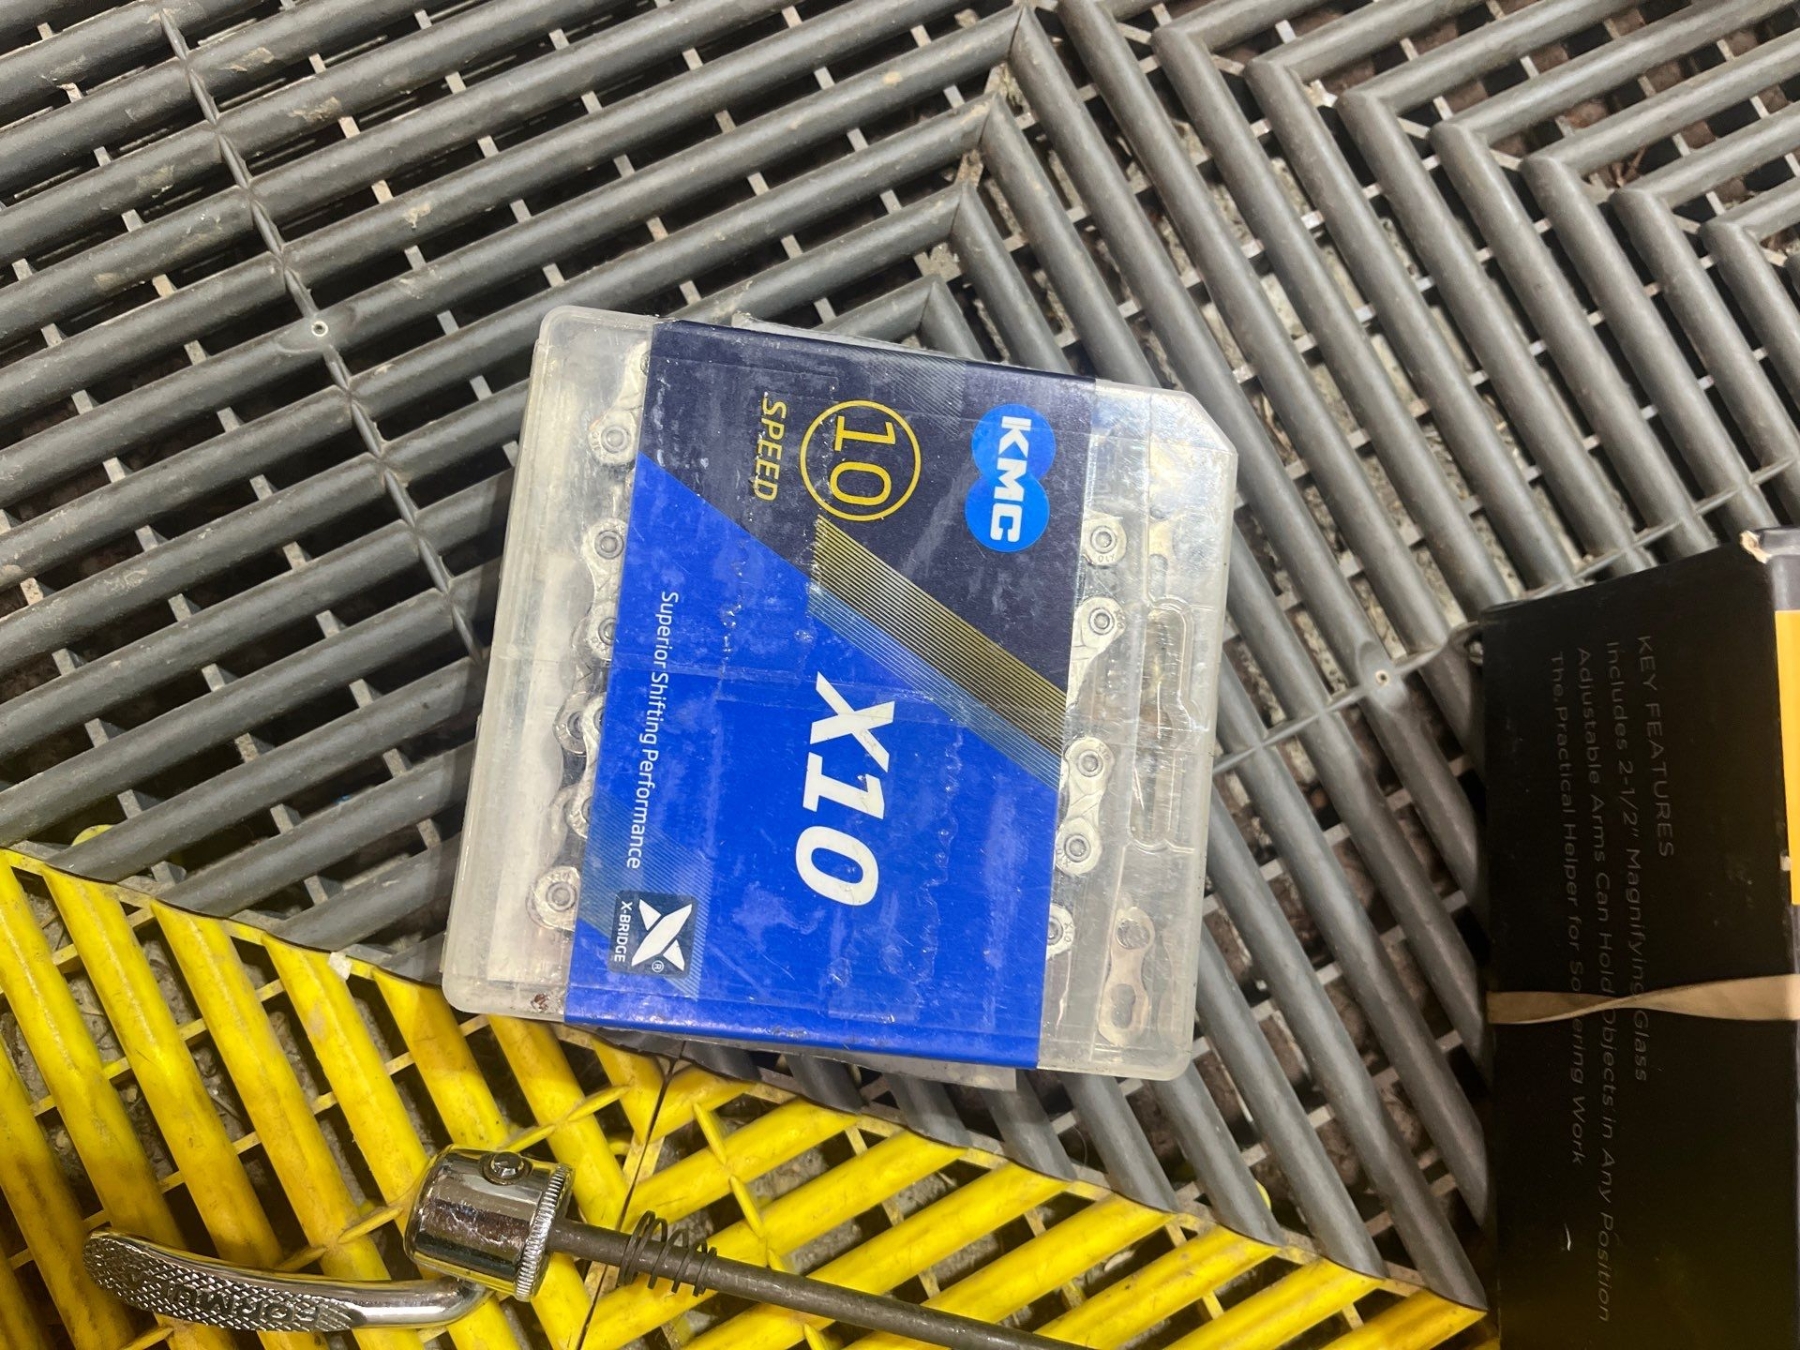 KMC
10
SPEED
X10
Superior Shifting Performance
X-BRIDGE
®
KEY FEATURES
Includes 2-1/2" Magnifying Glass
Adjustable Arms Can Hold Objects in Any Position
The Practical Helper for Soldering Work
FORMULA